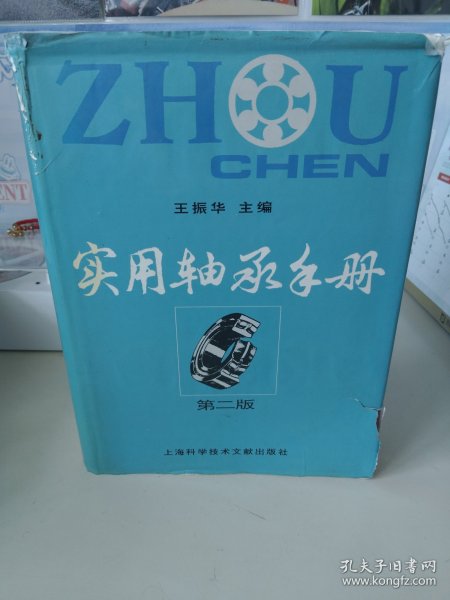 ZHOU
CHEN
王振华 主编
实用轴承手册
第二版
上海科学技术文献出版社
ENT
孔夫子旧书网
www.kongfz.com